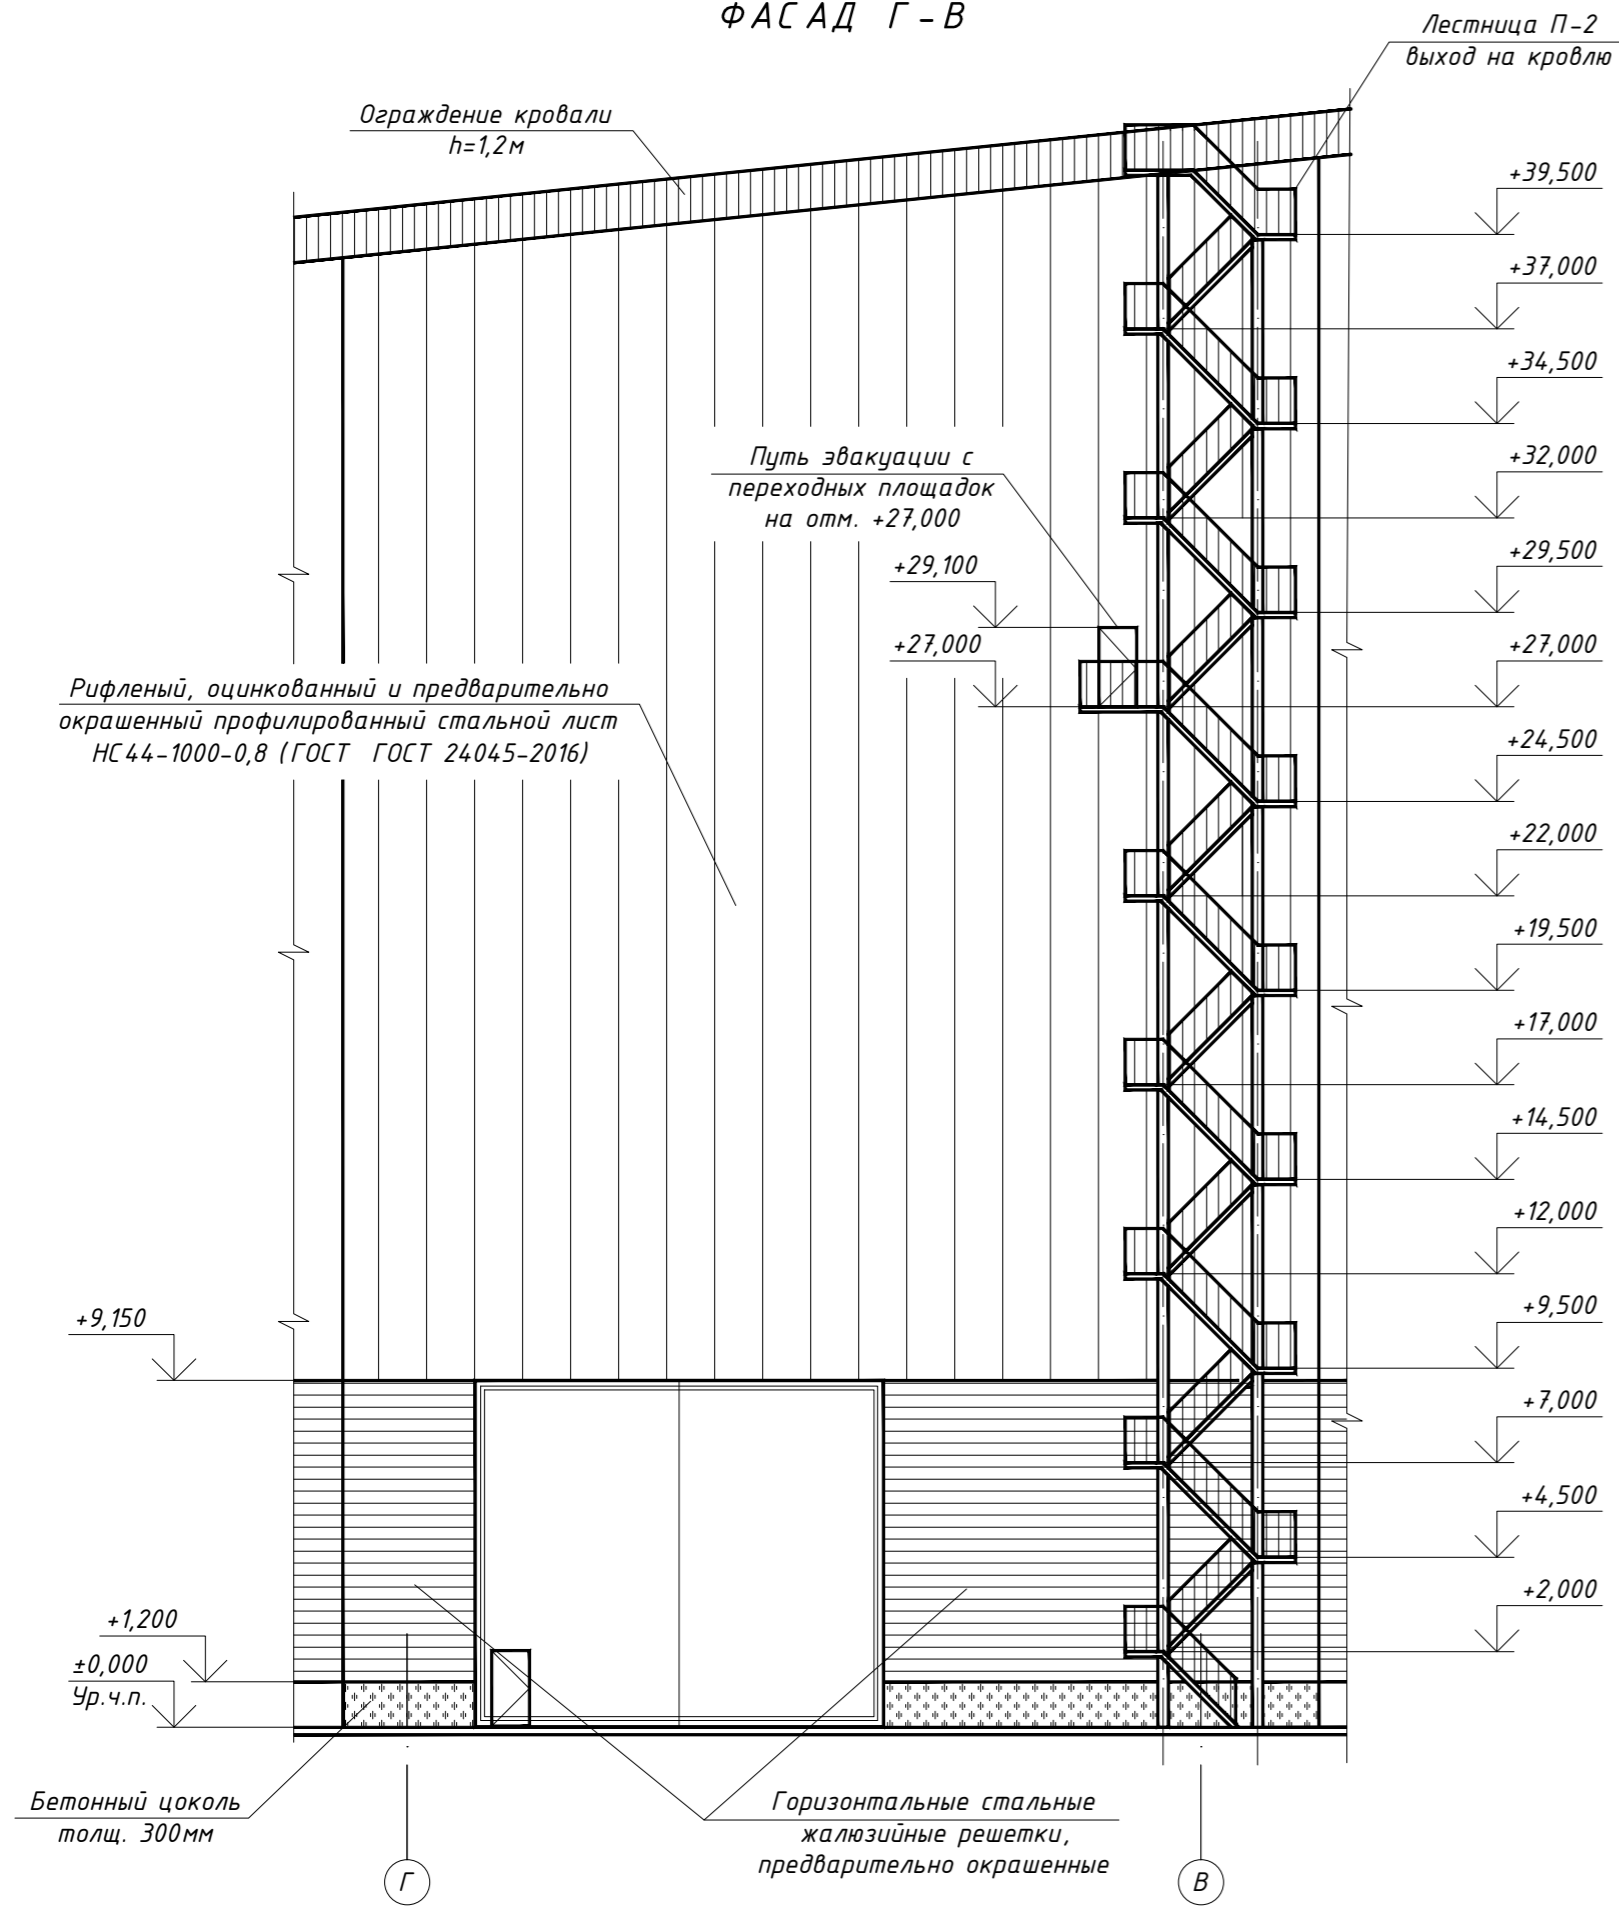 ФАСАД Г-В
Лестница П-2
выход на кровлю
Ограждение кровали
h=1,2м
+39,500
+37,000
+34,500
+32,000
+29,500
+27,000
+24,500
+22,000
+19,500
+17,000
+14,500
+12,000
+9,500
+7,000
+4,500
+2,000
Путь эвакуации с
переходных площадок
на отм. +27,000
+29,100
+27,000
Рифленый, оцинкованный и предварительно
окрашенный профилированный стальной лист
НС44-1000-0,8 (ГОСТ ГОСТ 24045-2016)
+9,150
+1,200
±0,000
Ур.ч.п.
Бетонный цоколь
толщ. 300мм
Горизонтальные стальные
жалюзийные решетки,
предварительно окрашенные
Г
В